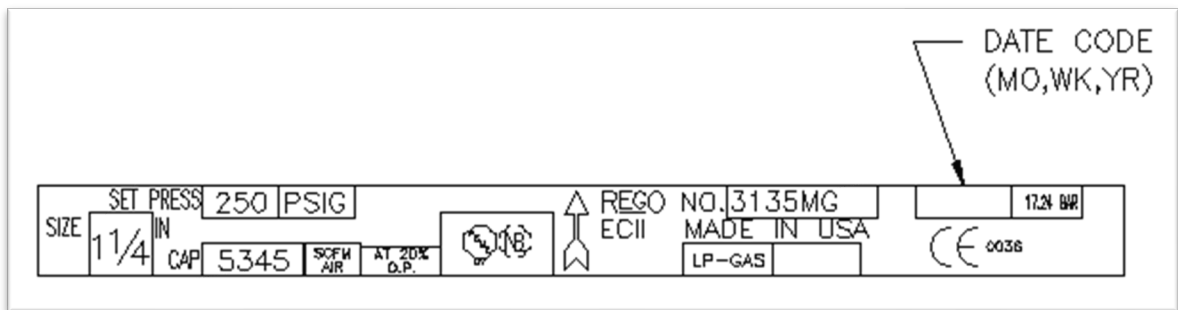 DATE CODE
(MO,WK,YR)
SET PRESS 250 PSIG
SIZE 1 1/4 IN
CAP 5345 SCFM AIR AT 20% O.P.
REGO NO. 3135MG
ECII MADE IN USA
LP-GAS
17.24 BAR
CE 0036